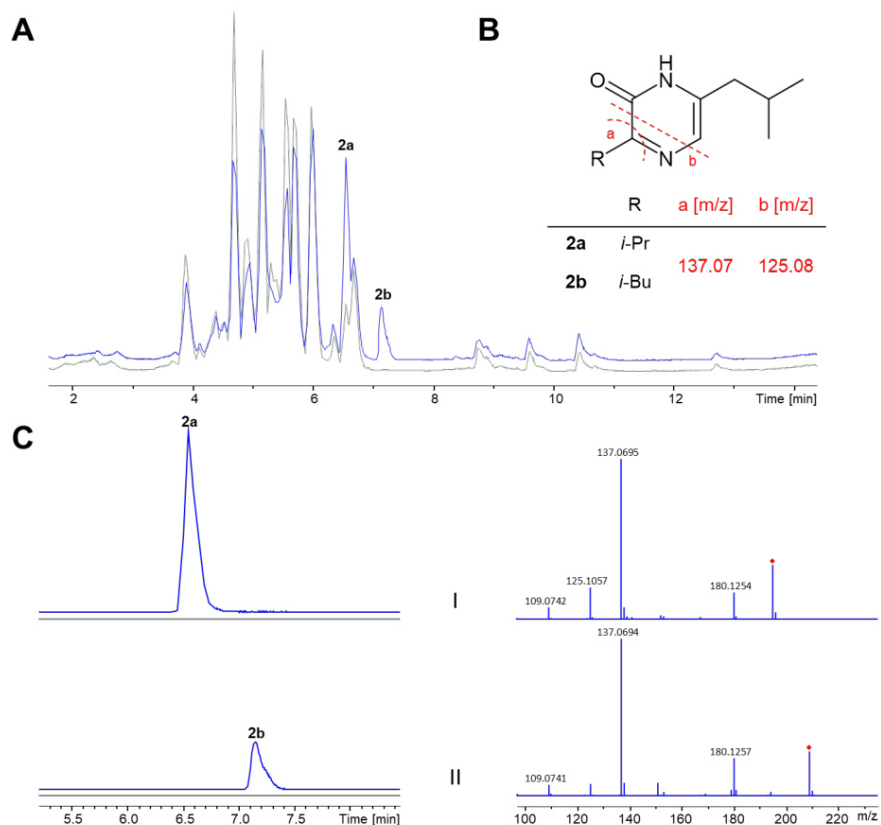 A
2a
2b
2 4 6 8 10 12 Time [min]
B
H
O N
a
R N b
R a [m/z] b [m/z]
2a i-Pr
137.07 125.08
2b i-Bu
C
2a
137.0695
I
125.1057 180.1254
109.0742
2b
137.0694
II
180.1257
109.0741
5.5 6.0 6.5 7.0 7.5 Time [min]
100 120 140 160 180 200 220 m/z